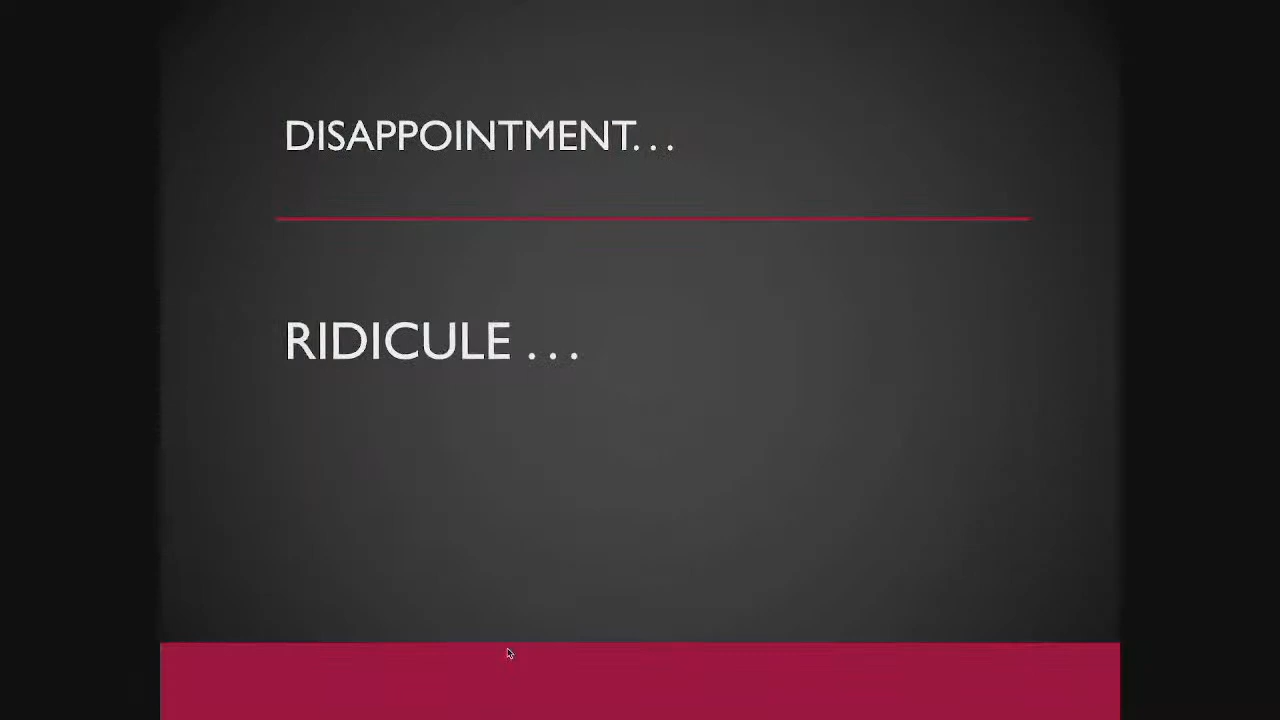 DISAPPOINTMENT. . .
RIDICULE . . .